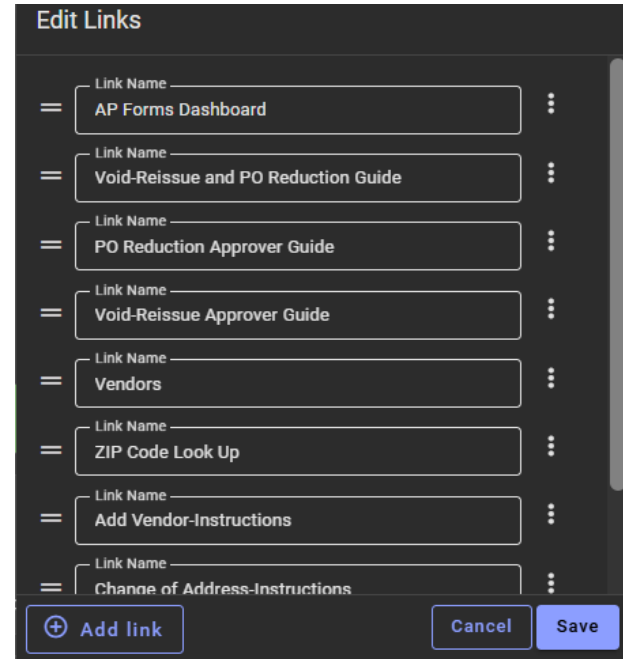 Edit Links
Link Name
AP Forms Dashboard
Link Name
Void-Reissue and PO Reduction Guide
Link Name
PO Reduction Approver Guide
Link Name
Void-Reissue Approver Guide
Link Name
Vendors
Link Name
ZIP Code Look Up
Link Name
Add Vendor-Instructions
Link Name
Change of Address-Instructions
Add link
Cancel
Save